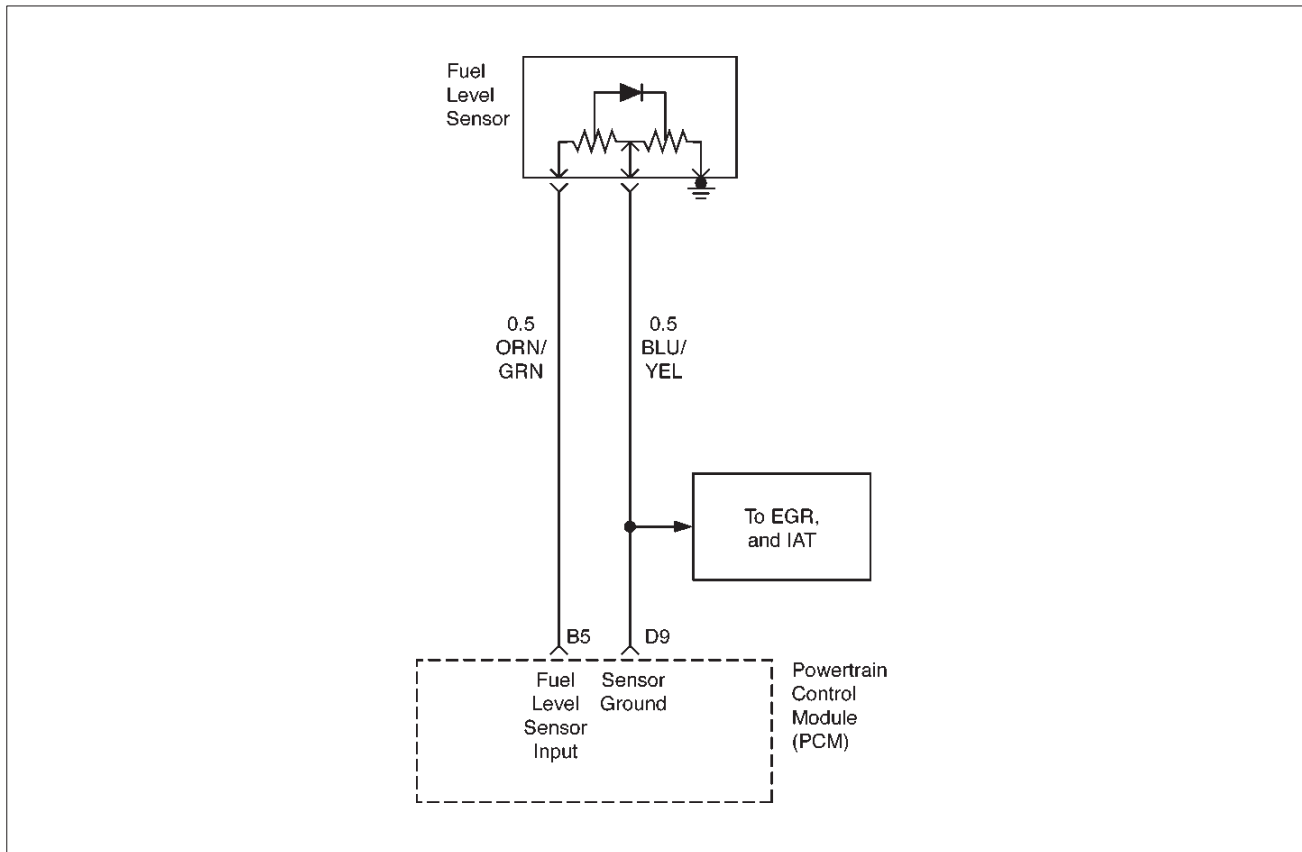 Fuel
Level
Sensor
0.5
ORN/
GRN
0.5
BLU/
YEL
To EGR,
and IAT
B5
D9
Fuel
Level
Sensor
Input
Sensor
Ground
Powertrain
Control
Module
(PCM)